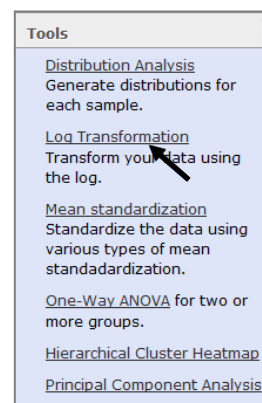 Tools
Distribution Analysis
Generate distributions for
each sample.
Log Transformation
Transform your data using
the log.
Mean standardization
Standardize the data using
various types of mean
standadardization.
One-Way ANOVA for two or
more groups.
Hierarchical Cluster Heatmap
Principal Component Analysis